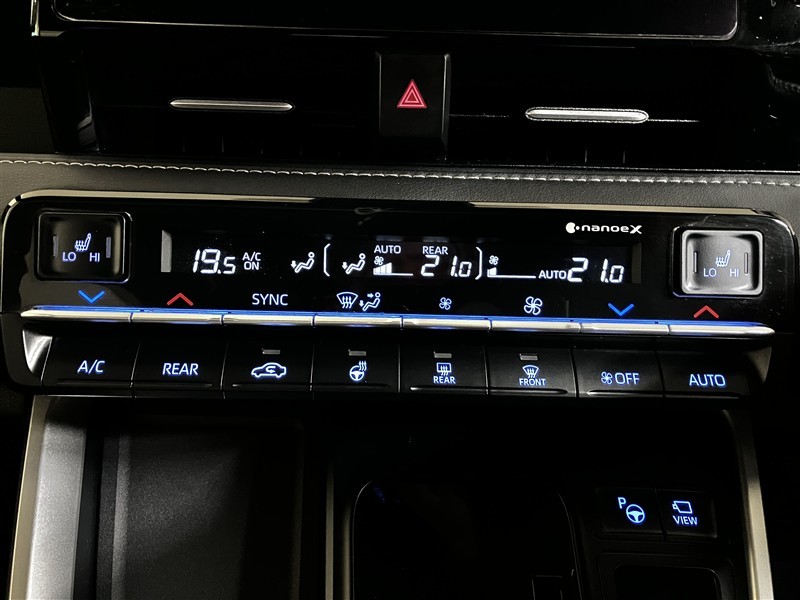 nanoeX
LO HI
19.5 A/C ON
AUTO REAR 21.0
AUTO 21.0
LO HI
SYNC
A/C
REAR
REAR
FRONT
OFF
AUTO
P
VIEW